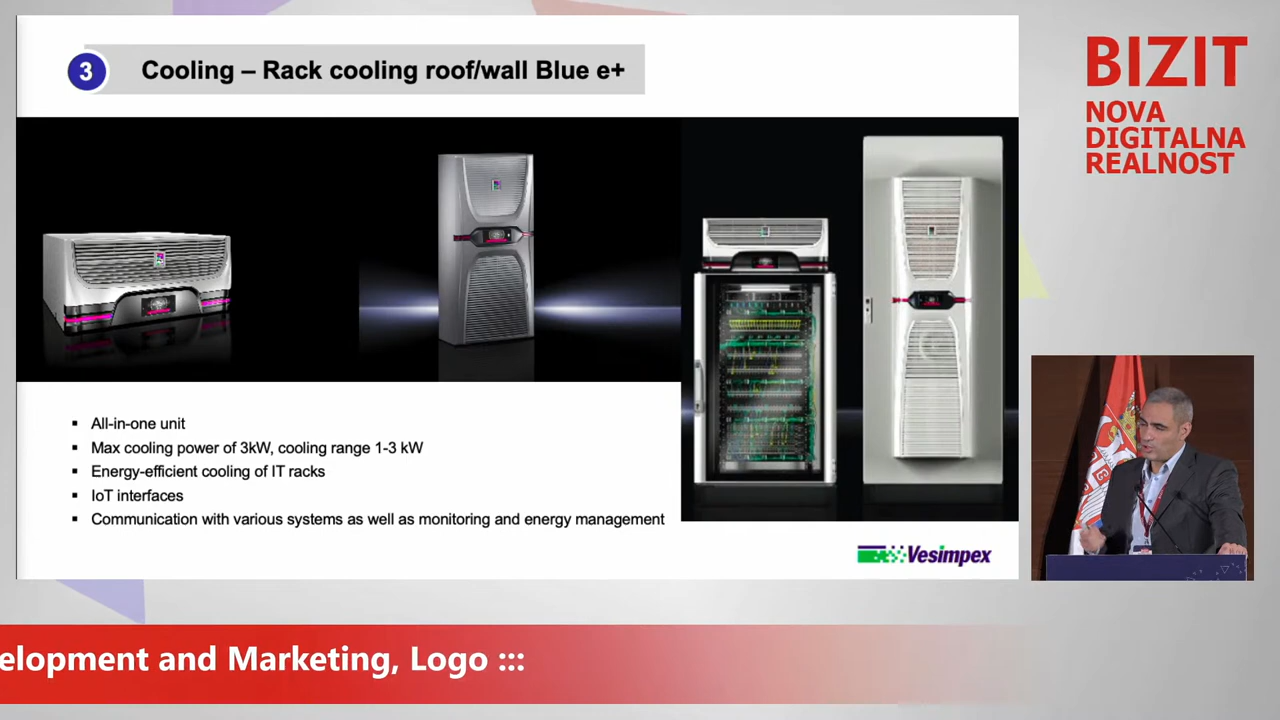 3
Cooling – Rack cooling roof/wall Blue e+
▪ All-in-one unit
▪ Max cooling power of 3kW, cooling range 1-3 kW
▪ Energy-efficient cooling of IT racks
▪ IoT interfaces
▪ Communication with various systems as well as monitoring and energy management
Vesimpex
BIZIT
NOVA
DIGITALNA
REALNOST
elopment and Marketing, Logo :::